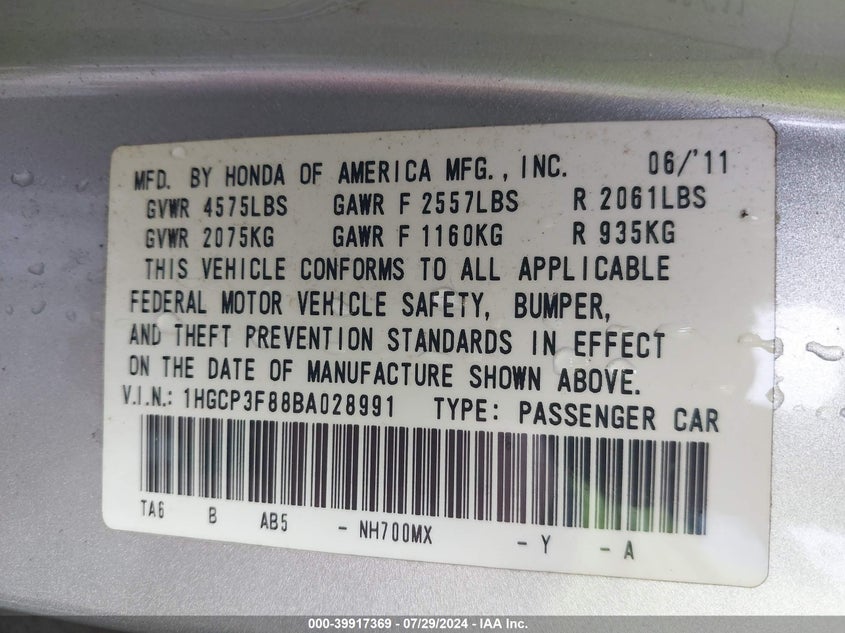 MFD. BY HONDA OF AMERICA MFG., INC. 06/'11
GVWR 4575LBS GAWR F 2557LBS R 2061LBS
GVWR 2075KG GAWR F 1160KG R 935KG
THIS VEHICLE CONFORMS TO ALL APPLICABLE
FEDERAL MOTOR VEHICLE SAFETY, BUMPER,
AND THEFT PREVENTION STANDARDS IN EFFECT
ON THE DATE OF MANUFACTURE SHOWN ABOVE.
V.I.N.: 1HGCP3F88BA028991 TYPE: PASSENGER CAR
TA6 B AB5 - NH700MX - Y - A
000-39917369 - 07/29/2024 - IAA Inc.